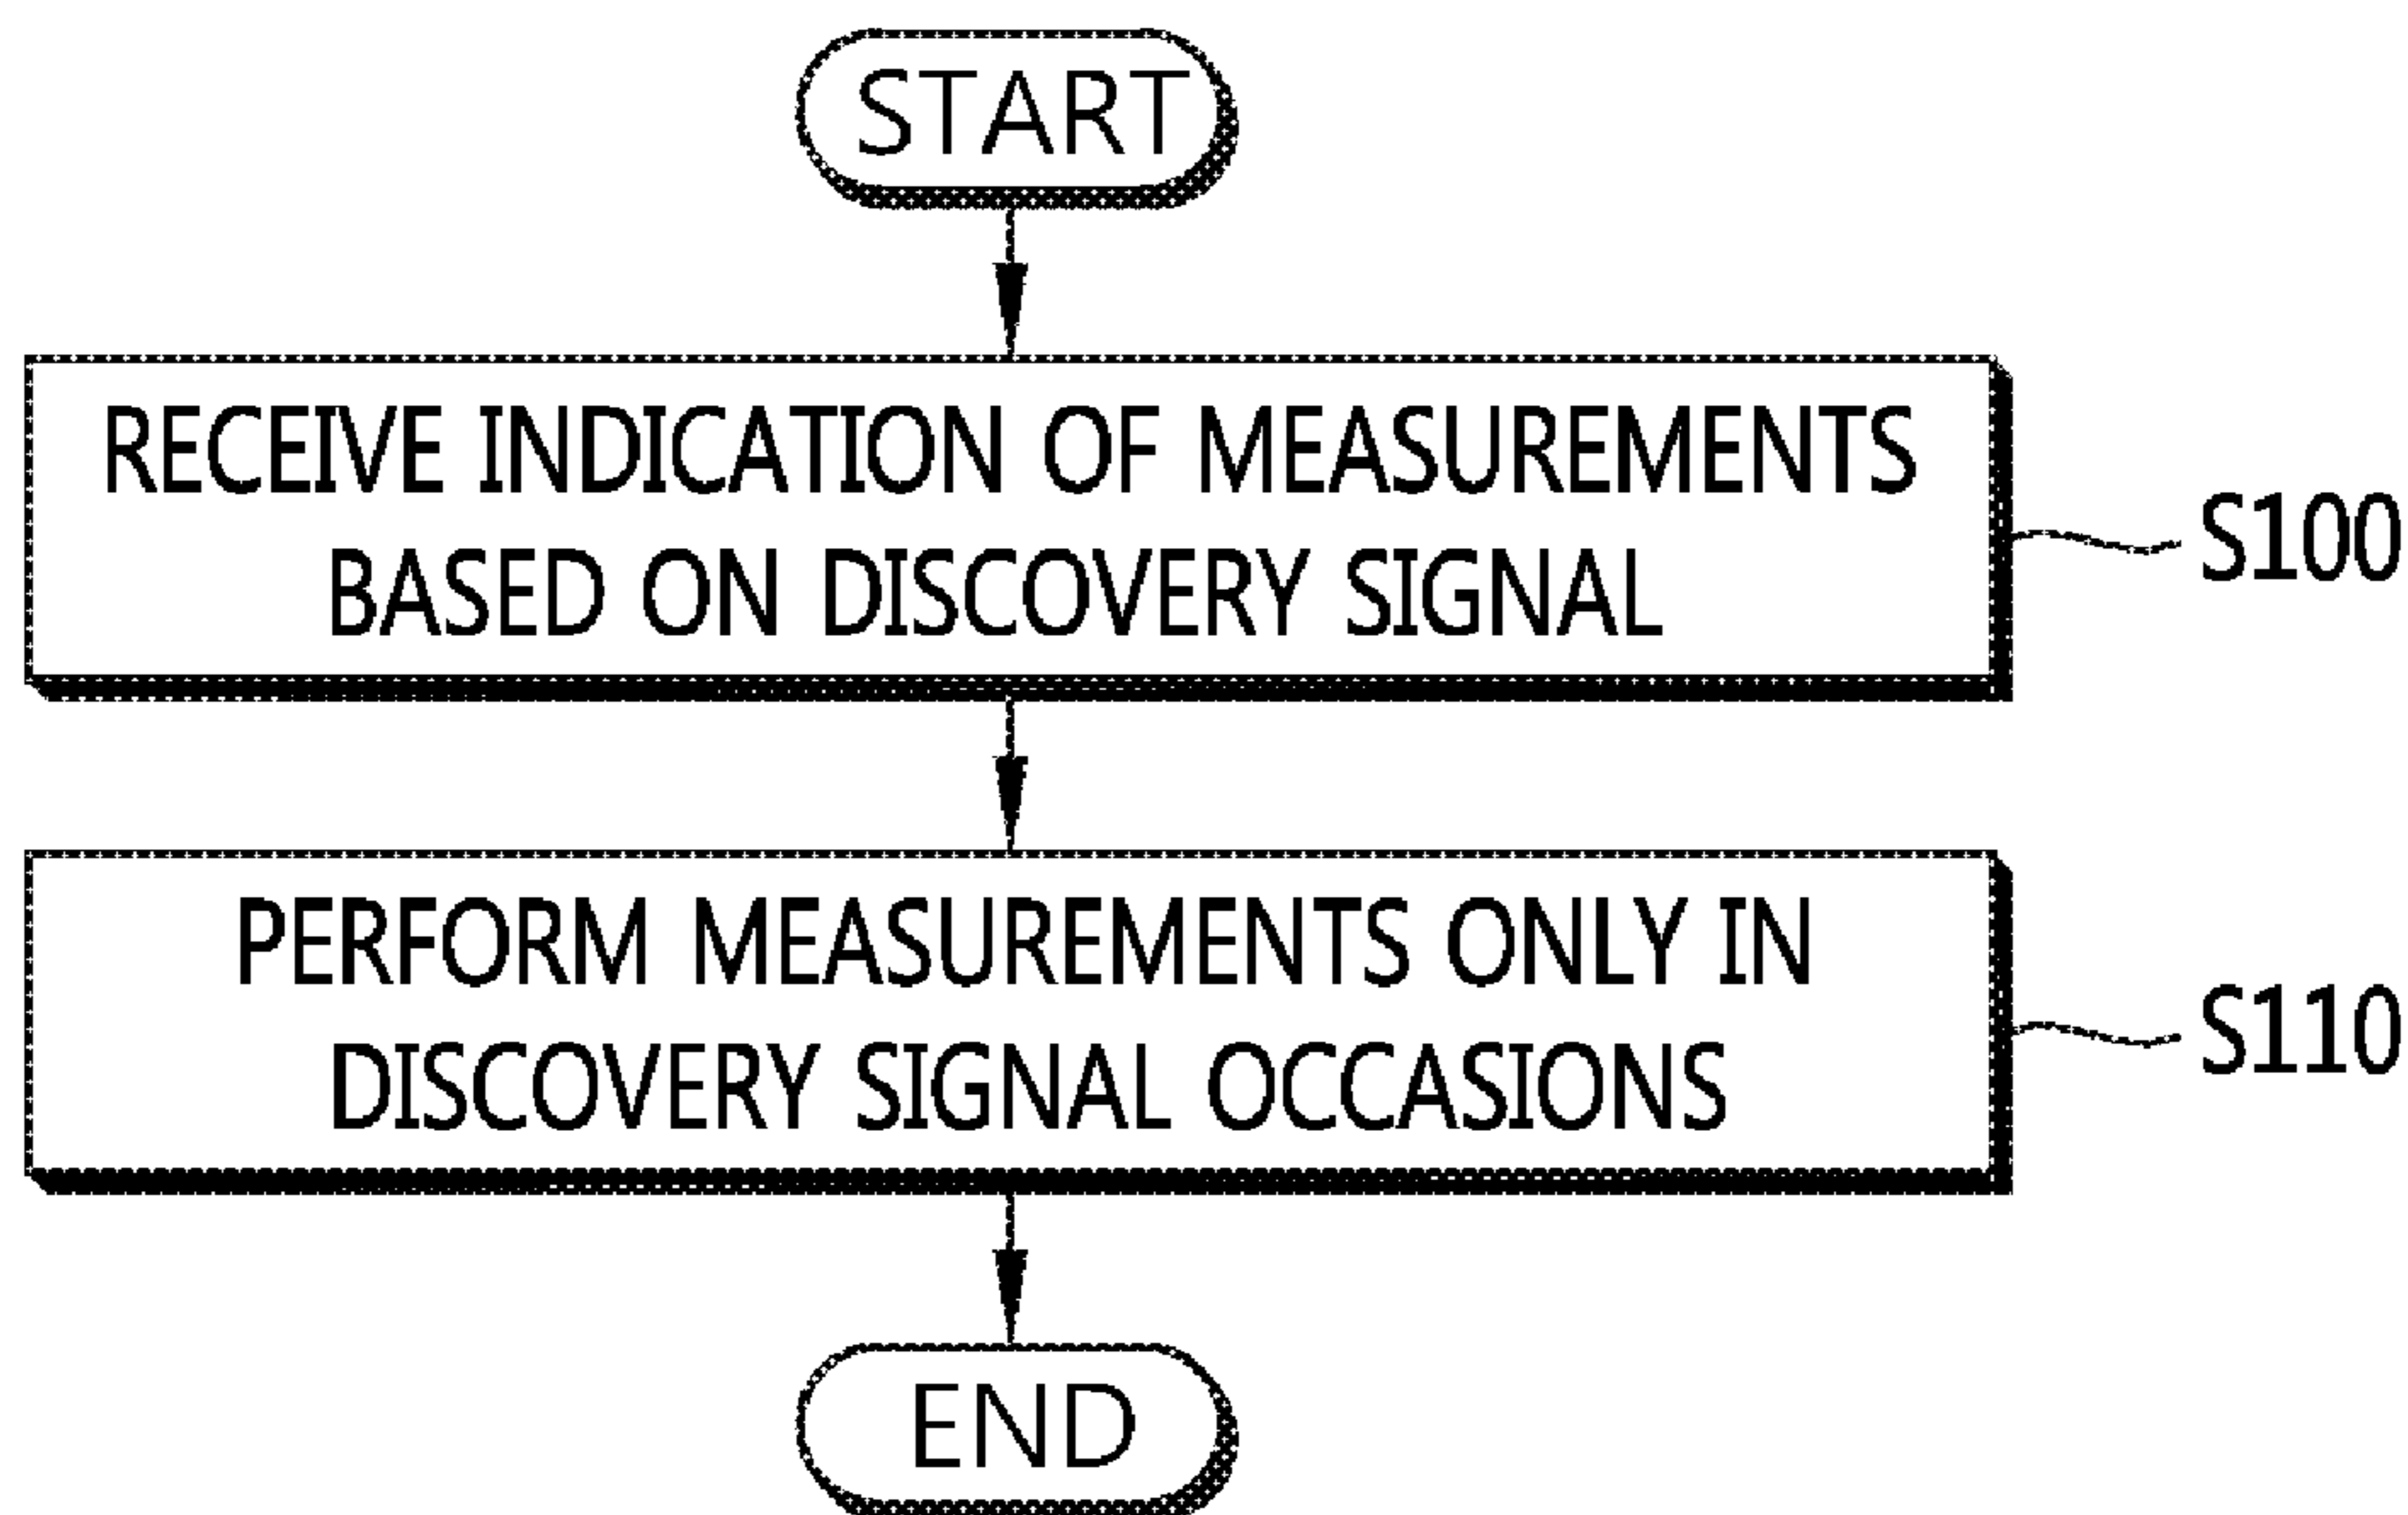 START
RECEIVE INDICATION OF MEASUREMENTS
BASED ON DISCOVERY SIGNAL
S100
PERFORM MEASUREMENTS ONLY IN
DISCOVERY SIGNAL OCCASIONS
S110
END